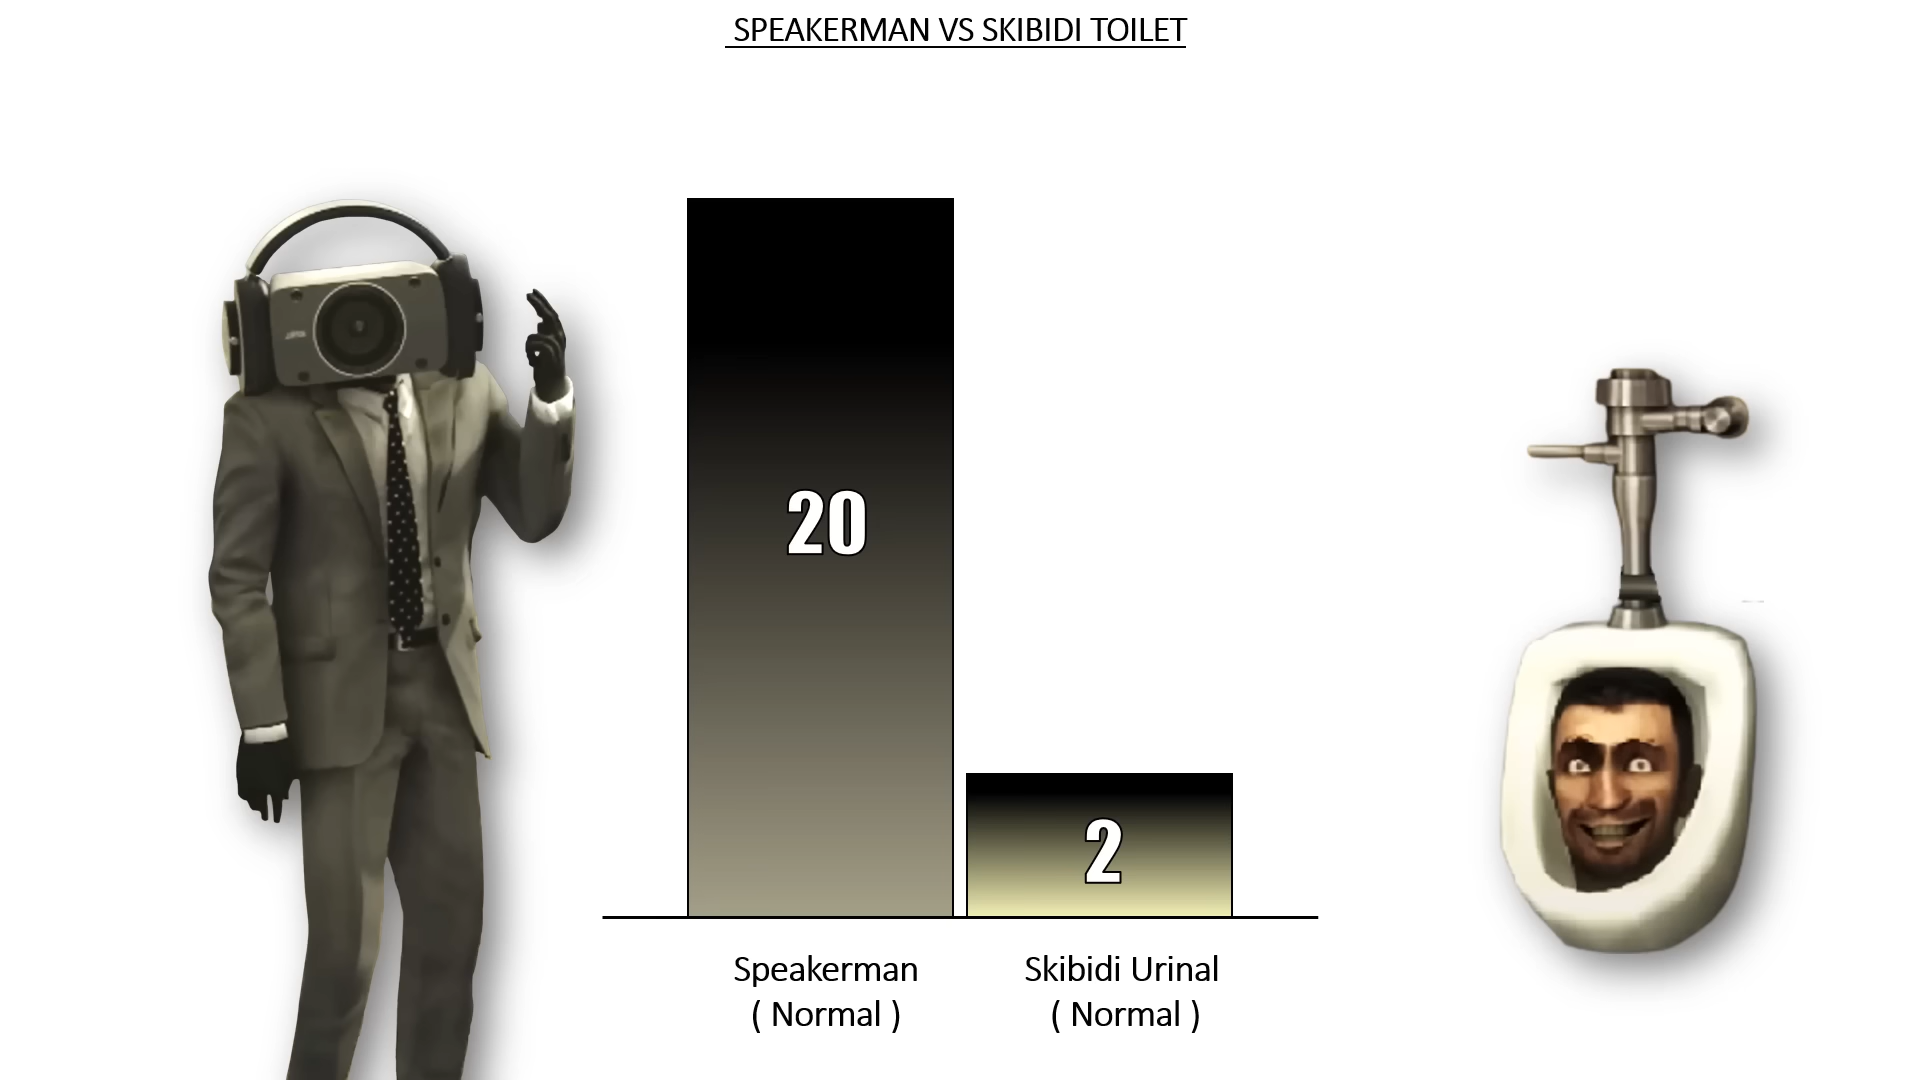 SPEAKERMAN VS SKIBIDI TOILET
20
2
Speakerman
( Normal )
Skibidi Urinal
( Normal )